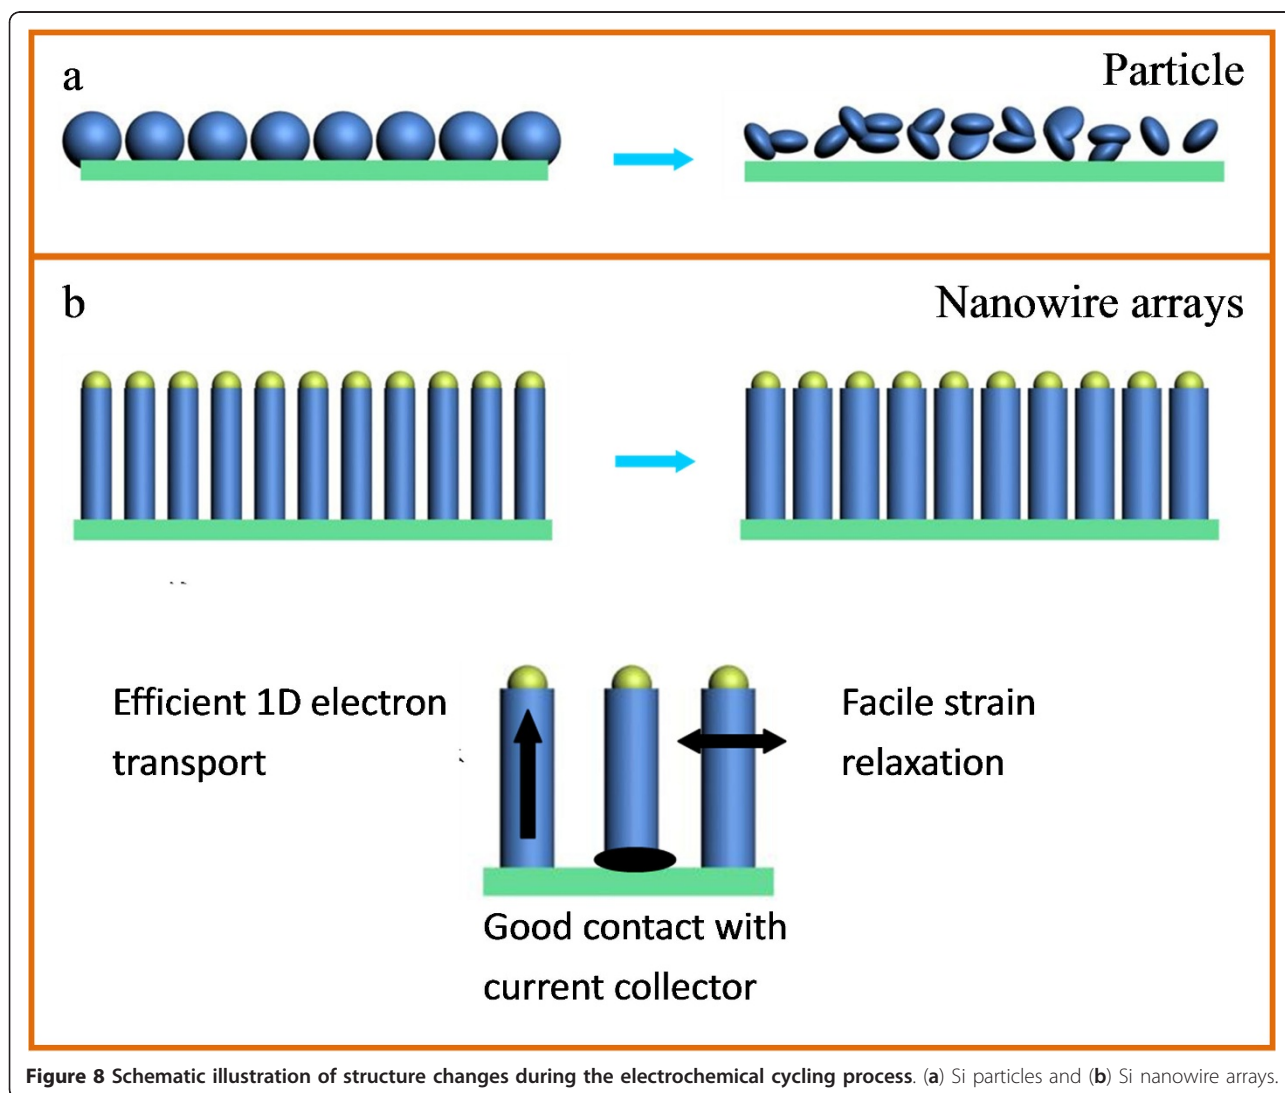 a
Particle
b
Nanowire arrays
Efficient 1D electron
transport
Facile strain
relaxation
Good contact with
current collector
Figure 8 Schematic illustration of structure changes during the electrochemical cycling process. (a) Si particles and (b) Si nanowire arrays.